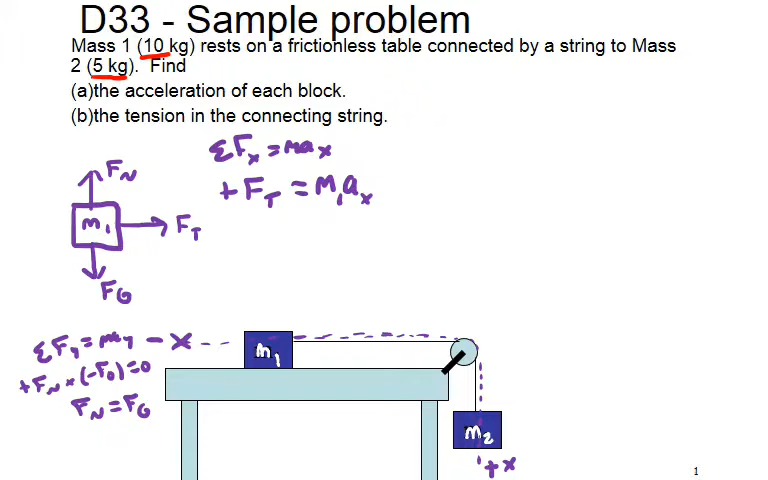 D33 - Sample problem
Mass 1 (10 kg) rests on a frictionless table connected by a string to Mass
2 (5 kg). Find
(a)the acceleration of each block.
(b)the tension in the connecting string.
ΣFx = max
+FT = M1ax
FN
m1
FT
FG
ΣFy = may
-x
+FN + (-FG) = 0
FN = FG
m1
m2
+x
1